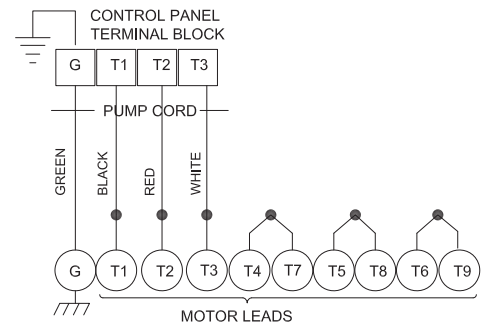 CONTROL PANEL
TERMINAL BLOCK
G T1 T2 T3
PUMP CORD
GREEN
BLACK
RED
WHITE
G T1 T2 T3 T4 T7 T5 T8 T6 T9
MOTOR LEADS